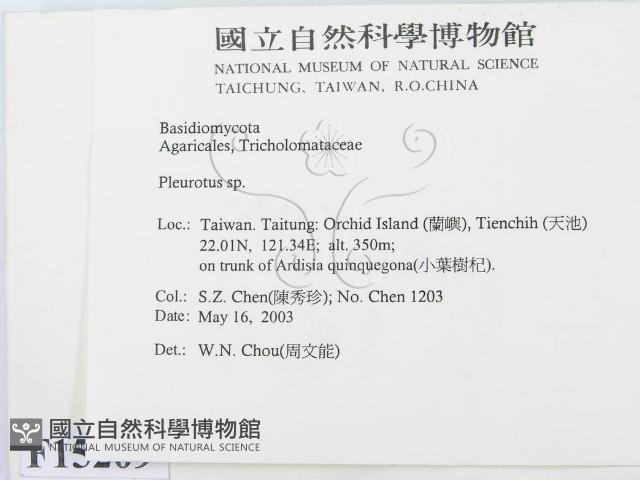 國立自然科學博物館
NATIONAL MUSEUM OF NATURAL SCIENCE
TAICHUNG, TAIWAN, R.O.CHINA
Basidiomycota
Agaricales, Tricholomataceae
Pleurotus sp.
Loc.: Taiwan. Taitung: Orchid Island (蘭嶼), Tienchih (天池)
22.01N, 121.34E; alt. 350m;
on trunk of Ardisia quinquegona(小葉樹杞).
Col.: S.Z. Chen(陳秀珍); No. Chen 1203
Date: May 16, 2003
Det.: W.N. Chou(周文能)
國立自然科學博物館
NATIONAL MUSEUM OF NATURAL SCIENCE